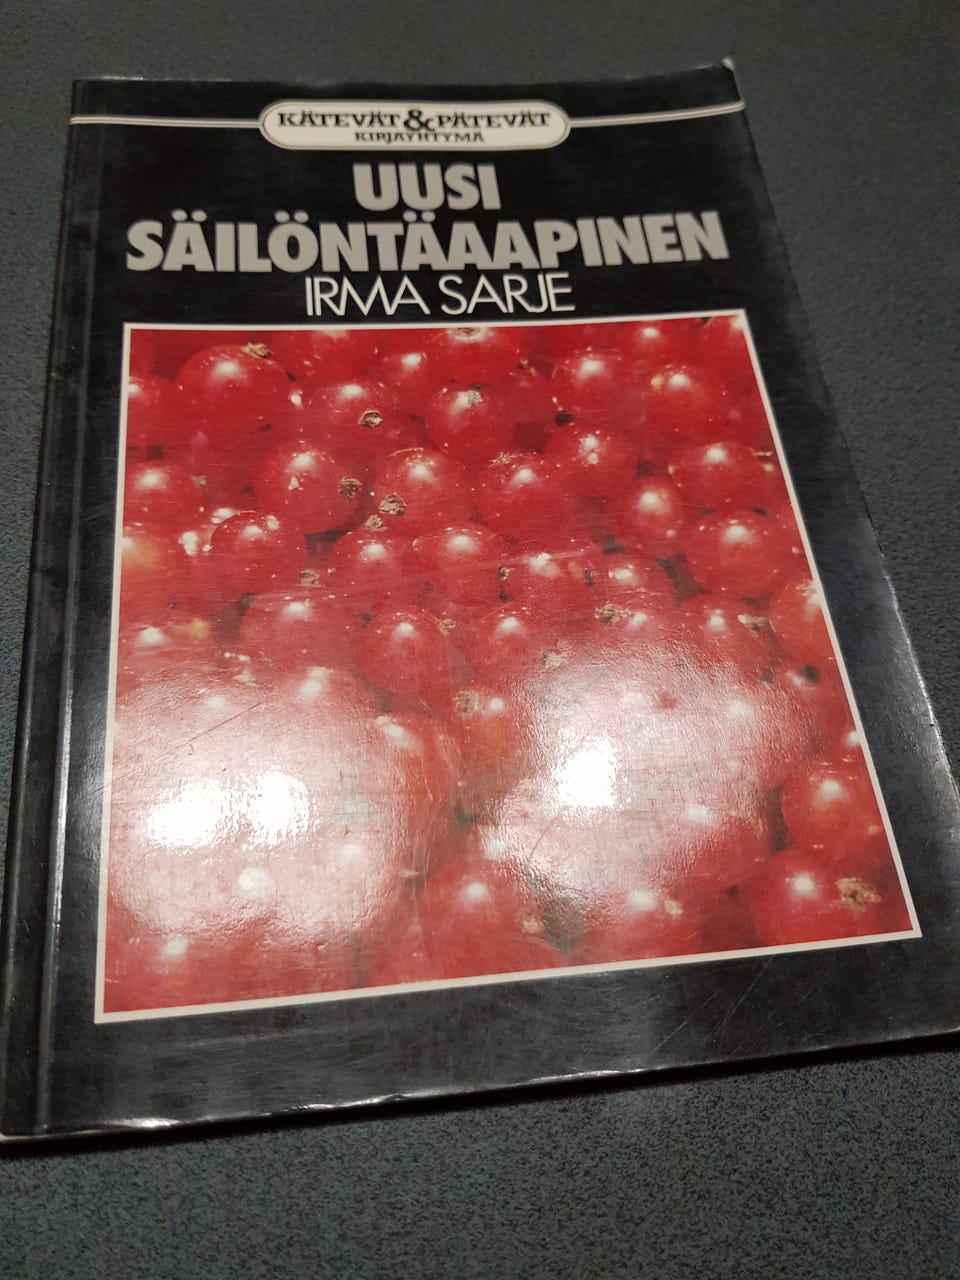 KÄTEVÄT & PÄTEVÄT
KIRJAYHTYMÄ
UUSI
SÄILÖNTÄAAPINEN
IRMA SARJE